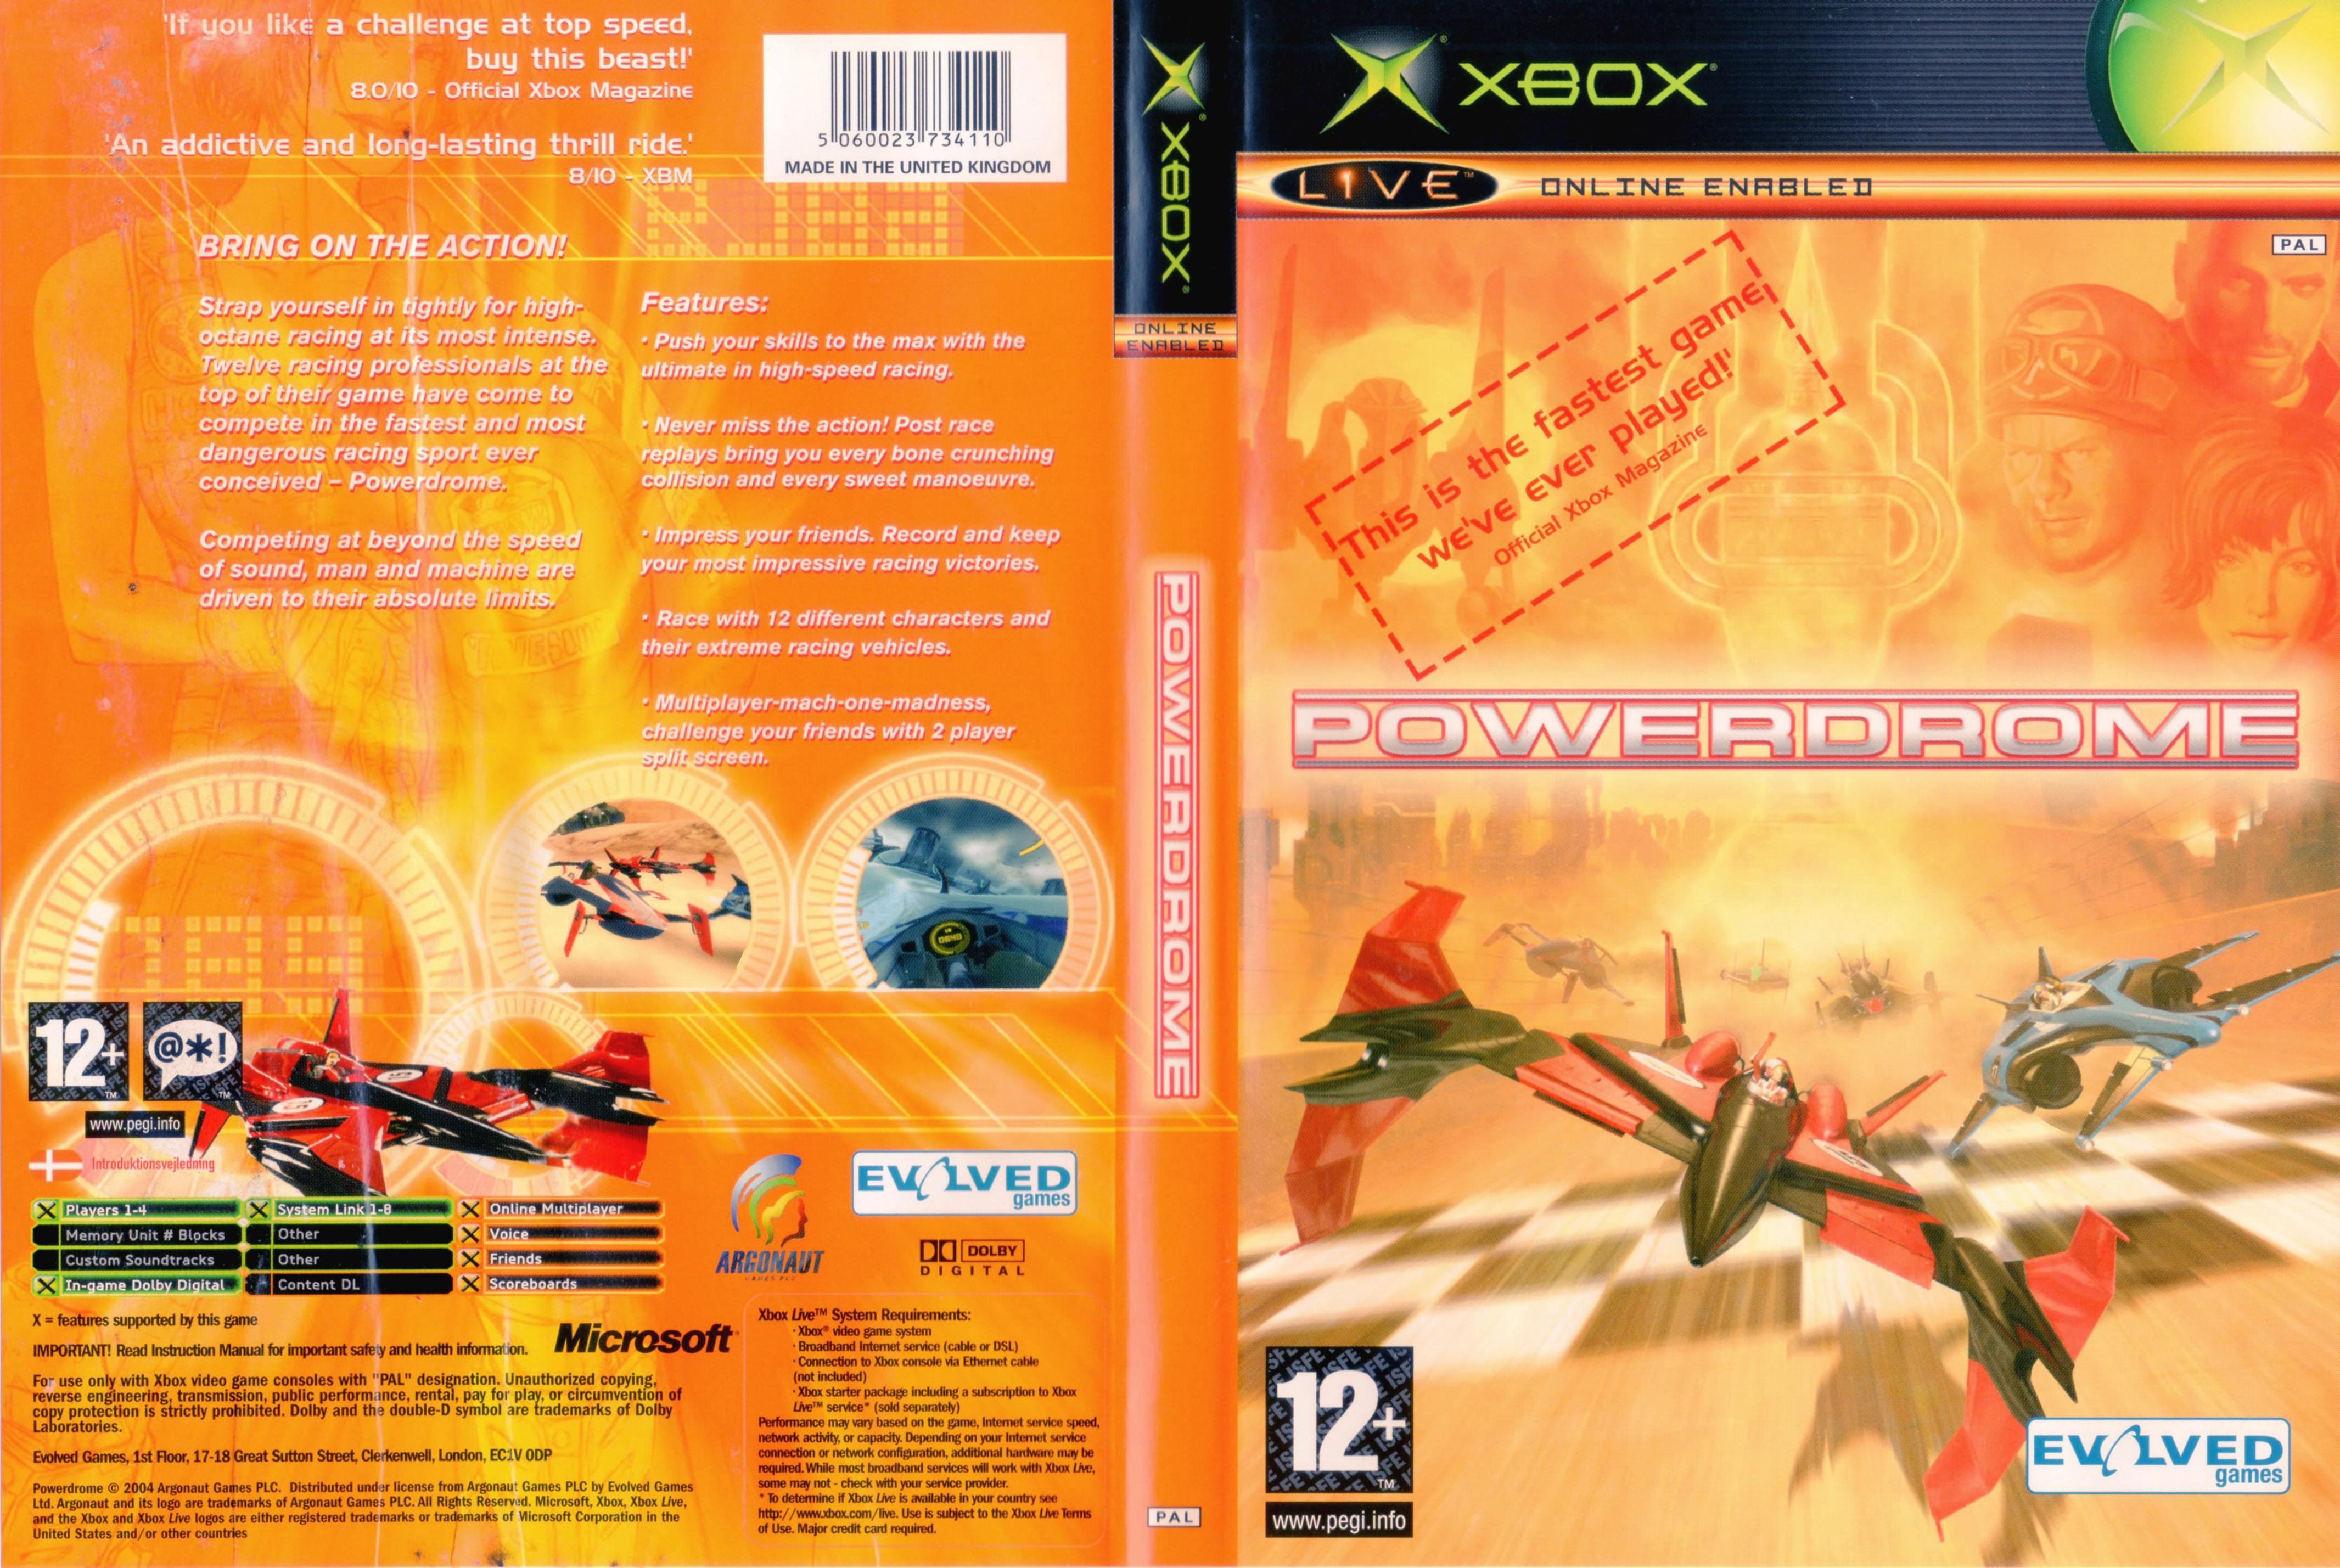 'If you like a challenge at top speed,
buy this beast!'
8.0/10 - Official Xbox Magazine
'An addictive and long-lasting thrill ride.'
8/10 - XBM
5 060023 734110
MADE IN THE UNITED KINGDOM
BRING ON THE ACTION!
Strap yourself in tightly for high-
octane racing at its most intense.
Twelve racing professionals at the
top of their game have come to
compete in the fastest and most
dangerous racing sport ever
conceived – Powerdrome.
Competing at beyond the speed
of sound, man and machine are
driven to their absolute limits.
Features:
· Push your skills to the max with the
ultimate in high-speed racing.
· Never miss the action! Post race
replays bring you every bone crunching
collision and every sweet manoeuvre.
· Impress your friends. Record and keep
your most impressive racing victories.
· Race with 12 different characters and
their extreme racing vehicles.
· Multiplayer-mach-one-madness,
challenge your friends with 2 player
split screen.
12+
@*!
www.pegi.info
Introduktionsvejledning
Players 1-4
System Link 1-8
Online Multiplayer
Memory Unit # Blocks
Other
Voice
Custom Soundtracks
Other
Friends
In-game Dolby Digital
Content DL
Scoreboards
ARGONAUT
GAMES PLC
EVOLVED
games
DOLBY
DIGITAL
X = features supported by this game
IMPORTANT! Read Instruction Manual for important safety and health information.
Microsoft
For use only with Xbox video game consoles with "PAL" designation. Unauthorized copying,
reverse engineering, transmission, public performance, rental, pay for play, or circumvention of
copy protection is strictly prohibited. Dolby and the double-D symbol are trademarks of Dolby
Laboratories.
Evolved Games, 1st Floor, 17-18 Great Sutton Street, Clerkenwell, London, EC1V 0DP
Powerdrome © 2004 Argonaut Games PLC. Distributed under license from Argonaut Games PLC by Evolved Games
Ltd. Argonaut and its logo are trademarks of Argonaut Games PLC. All Rights Reserved. Microsoft, Xbox, Xbox Live,
and the Xbox and Xbox Live logos are either registered trademarks or trademarks of Microsoft Corporation in the
United States and/or other countries
Xbox Live™ System Requirements:
· Xbox® video game system
· Broadband Internet service (cable or DSL)
· Connection to Xbox console via Ethernet cable
(not included)
· Xbox starter package including a subscription to Xbox
Live™ service* (sold separately)
Performance may vary based on the game, Internet service speed,
network activity, or capacity. Depending on your Internet service
connection or network configuration, additional hardware may be
required. While most broadband services will work with Xbox Live,
some may not - check with your service provider.
* To determine if Xbox Live is available in your country see
http://www.xbox.com/live. Use is subject to the Xbox Live Terms
of Use. Major credit card required.
XBOX®
ONLINE
ENABLED
POWERDROME
PAL
XBOX®
LIVE™
ONLINE ENABLED
PAL
'This is the fastest game
we've ever played!'
Official Xbox Magazine
POWERDROME
12+
TM
www.pegi.info
EVOLVED
games